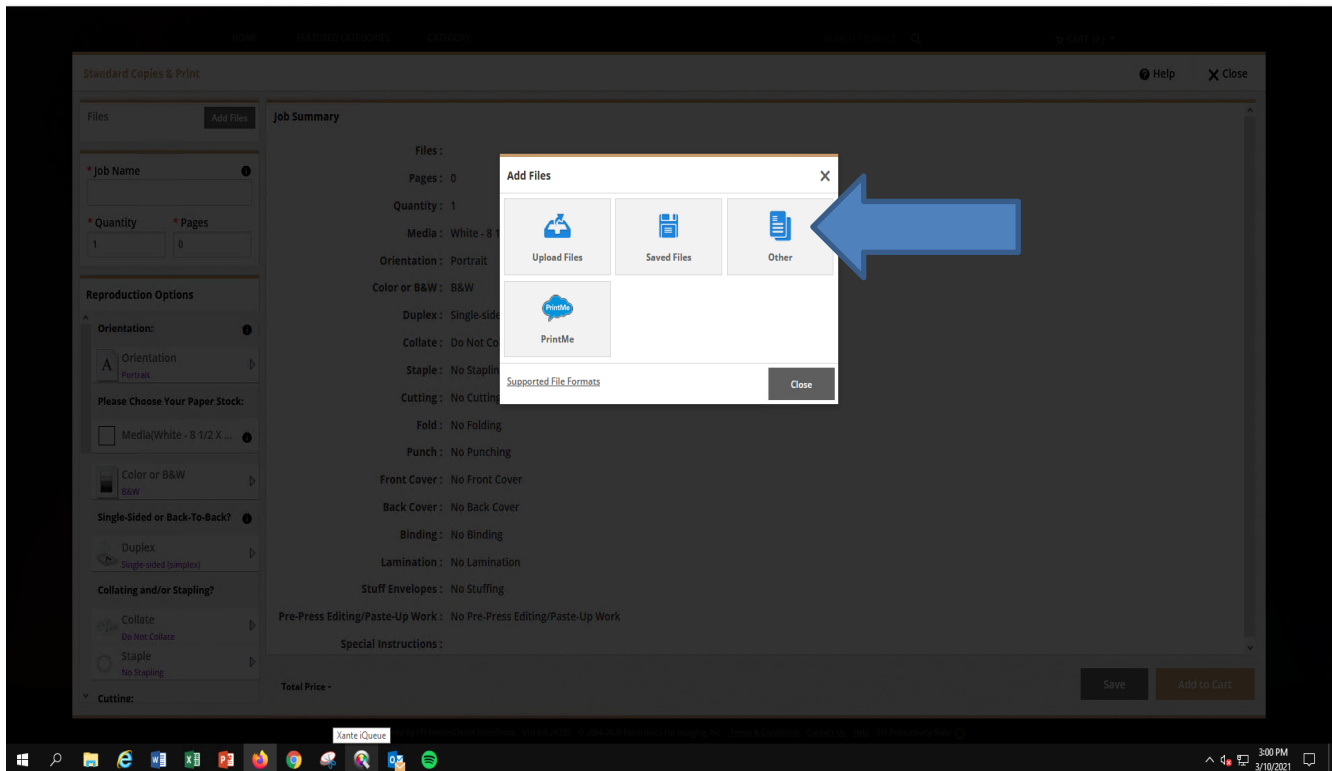 HOME FEATURED CATEGORIES CATEGORY
Standard Copies & Print Help Close
Files Add Files
* Job Name
* Quantity * Pages
1 0
Reproduction Options
Orientation:
Orientation
Portrait
Please Choose Your Paper Stock:
Media(White - 8 1/2 X ...
Color or B&W
B&W
Single-Sided or Back-To-Back?
Duplex
Single-sided (simplex)
Collating and/or Stapling?
Collate
Do Not Collate
Staple
No Stapling
Cutting:
Job Summary
Files :
Pages : 0
Quantity : 1
Media : White - 8 1
Orientation : Portrait
Color or B&W : B&W
Duplex : Single-side
Collate : Do Not Co
Staple : No Staplin
Cutting : No Cutting
Fold : No Folding
Punch : No Punching
Front Cover : No Front Cover
Back Cover : No Back Cover
Binding : No Binding
Lamination : No Lamination
Stuff Envelopes : No Stuffing
Pre-Press Editing/Paste-Up Work : No Pre-Press Editing/Paste-Up Work
Special Instructions :
Total Price - Save Add to Cart
Add Files
Upload Files Saved Files Other
PrintMe
PrintMe
Supported File Formats Close
Xante iQueue
3:00 PM
3/10/2021